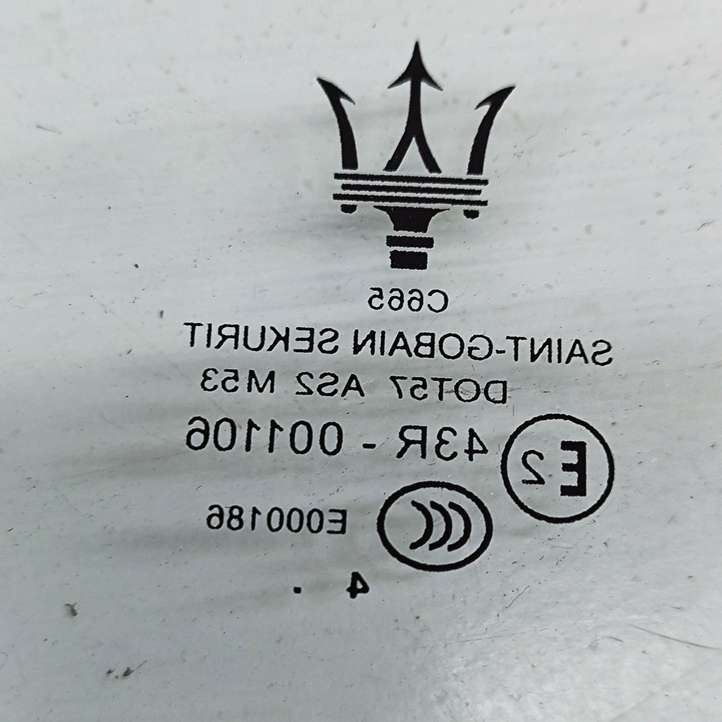 C665
SAINT-GOBAIN SEKURIT
DOT57 AS2 M53
E2 43R - 001106
CCC E000186
4 .